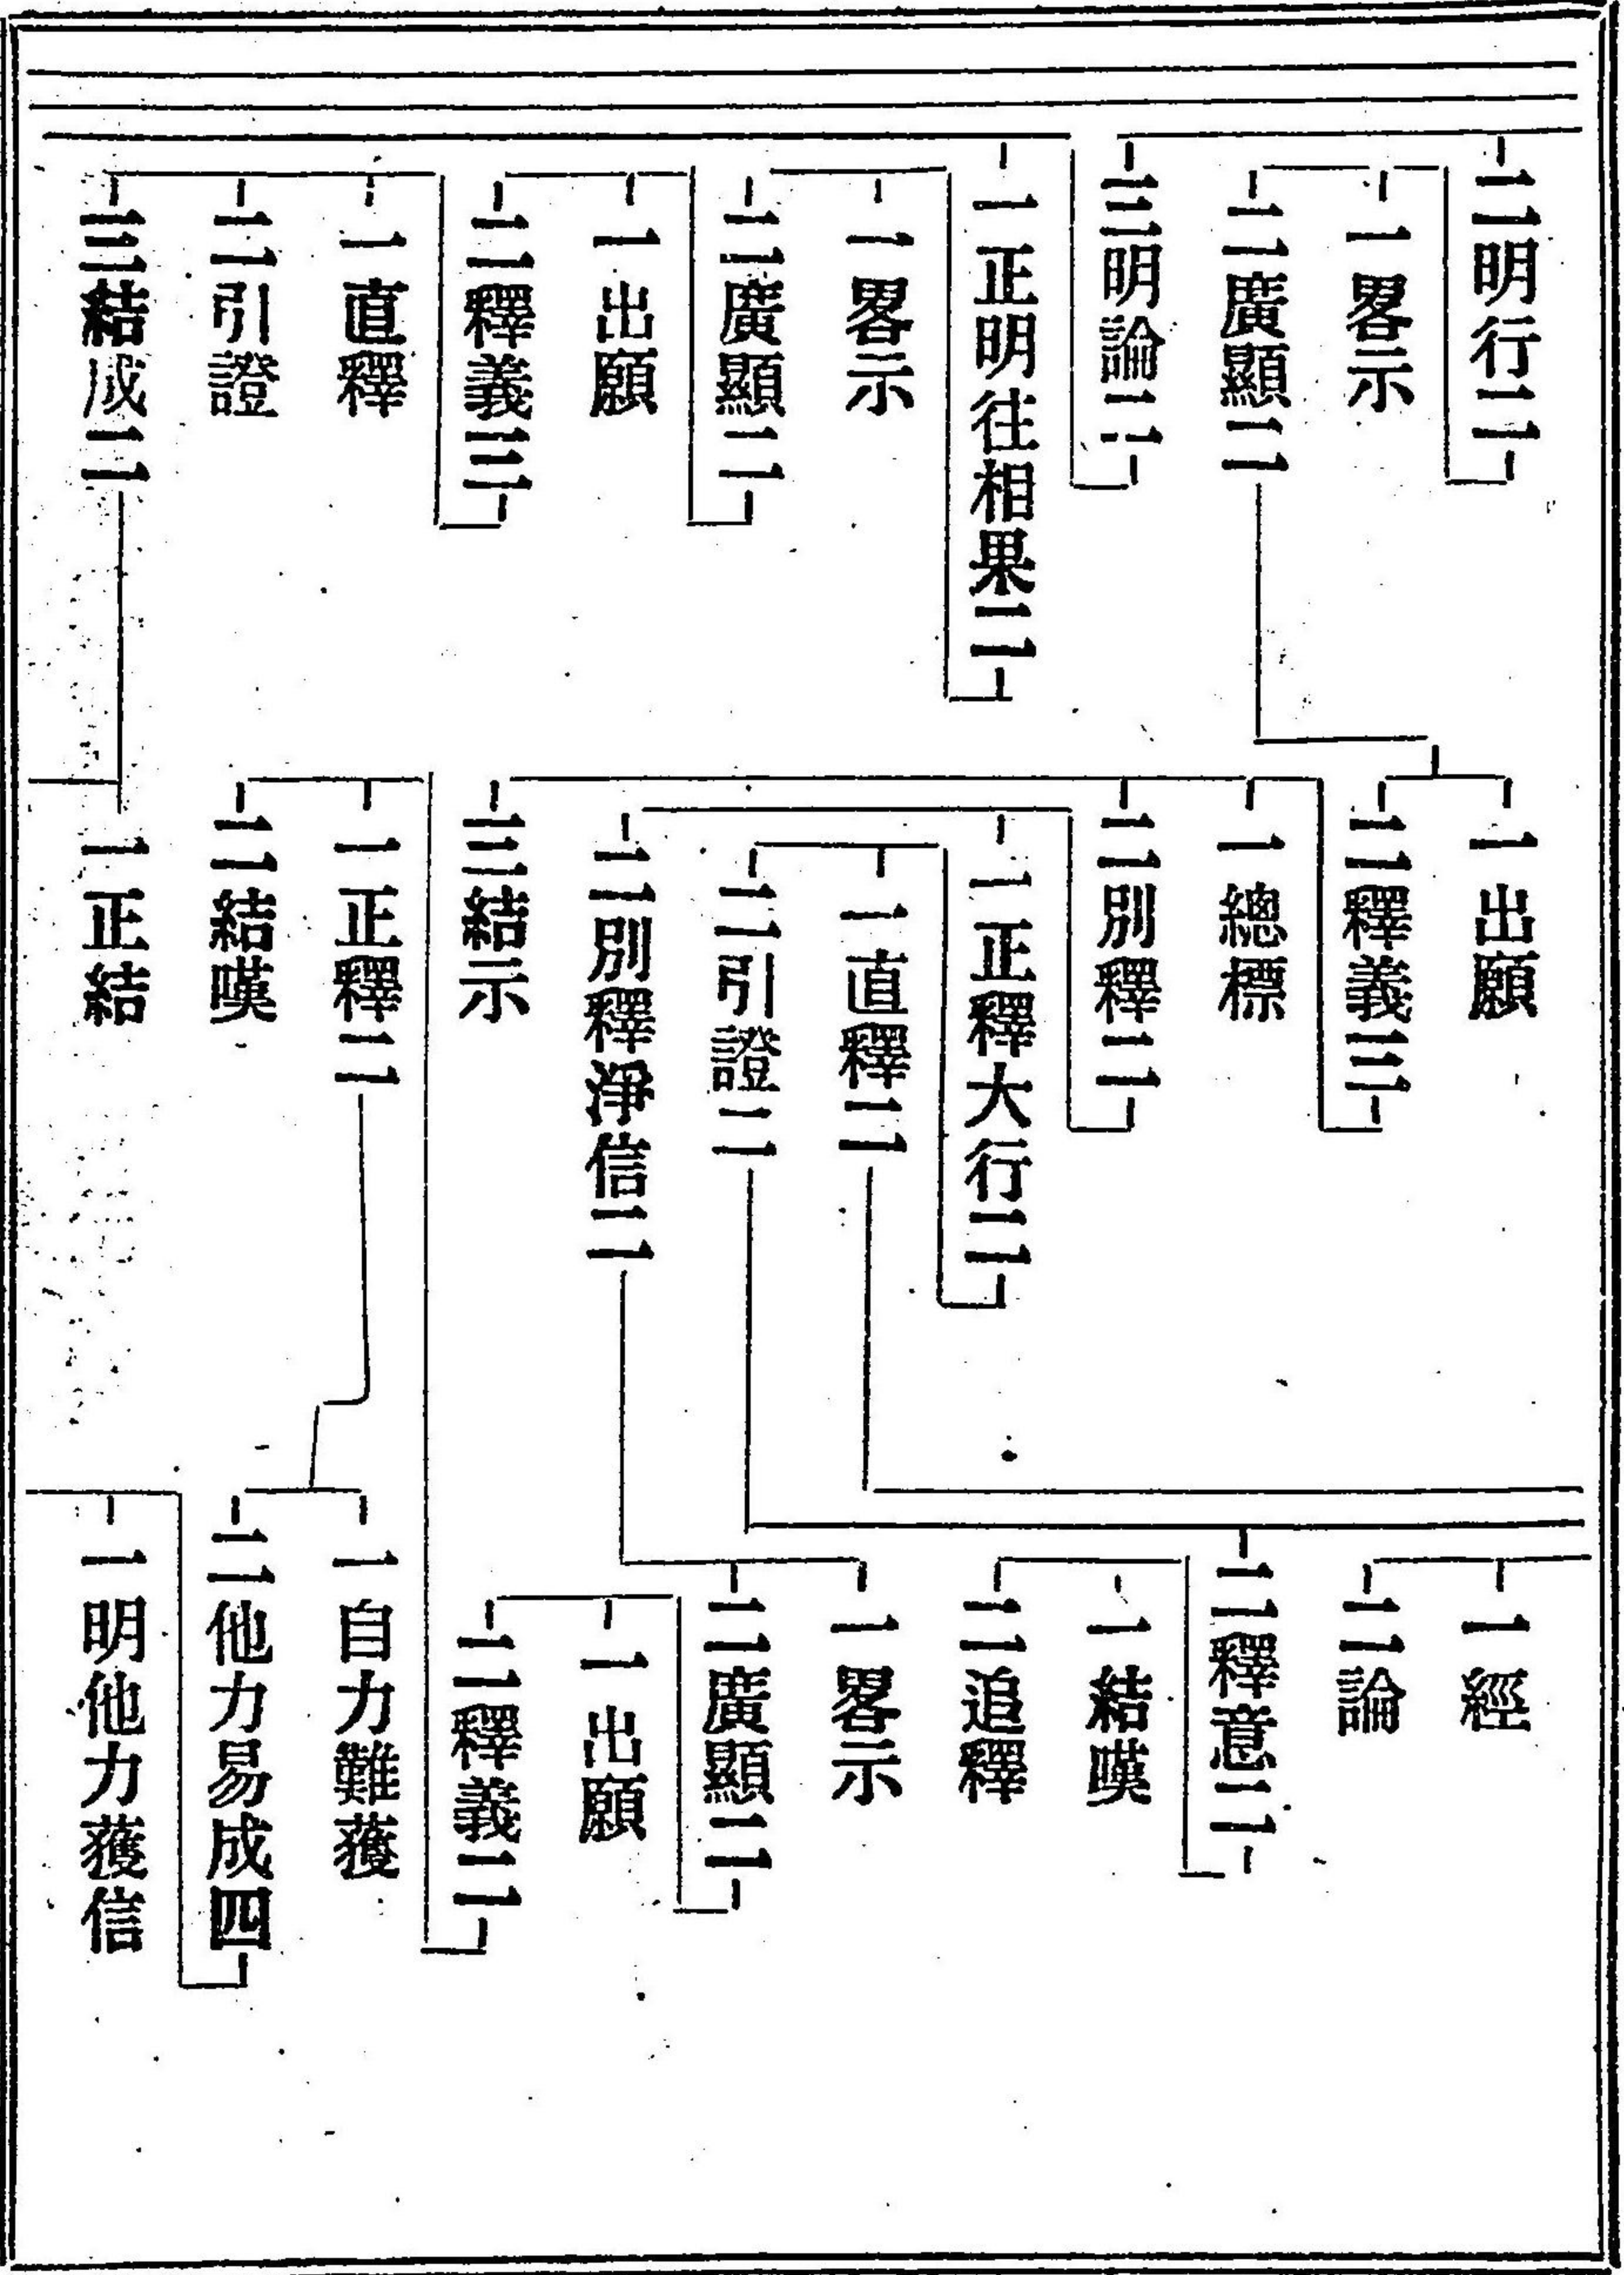 二明行二
一畧示
二廣顯二
三明論二
一正明往相果二
一畧示
二廣顯二
一出願
二釋義三
一直釋
二引證
三結成二
一出願
二釋義三
一總標
二別釋二
一正釋大行二
一直釋二
二引證二
二別釋淨信二
三結示
一正釋二
二結嘆
一正結
一經
二論
二釋意二
一結嘆
二追釋
一畧示
二廣顯二
一出願
二釋義二
一自力難獲
二他力易成四
一明他力獲信